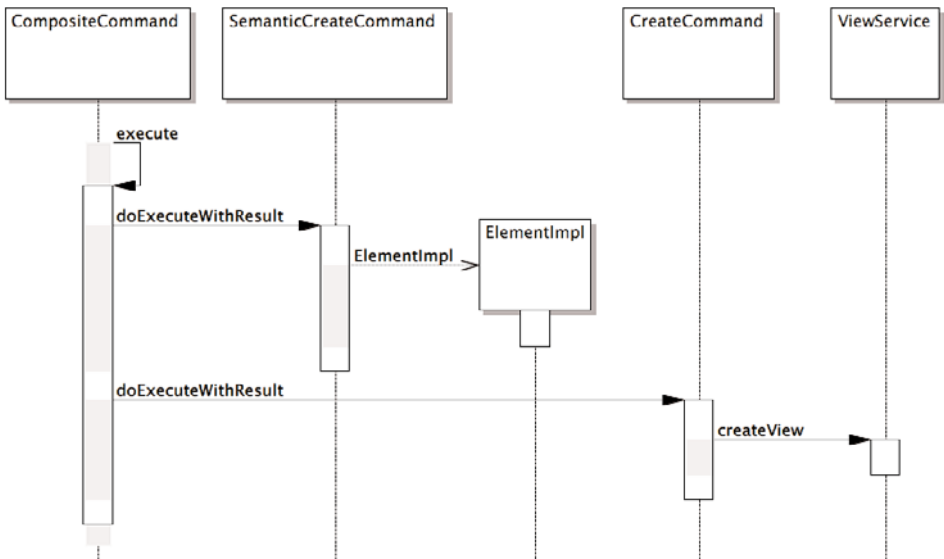 CompositeCommand
SemanticCreateCommand
CreateCommand
ViewService
execute
doExecuteWithResult
ElementImpl
ElementImpl
doExecuteWithResult
createView